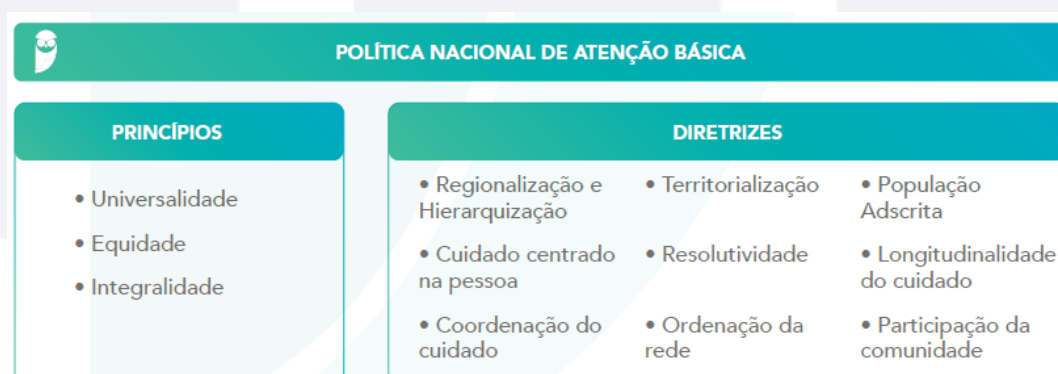 POLÍTICA NACIONAL DE ATENÇÃO BÁSICA
PRINCÍPIOS
• Universalidade
• Equidade
• Integralidade
DIRETRIZES
• Regionalização e
Hierarquização
• Territorialização
• População
Adscrita
• Cuidado centrado
na pessoa
• Resolutividade
• Longitudinalidade
do cuidado
• Coordenação do
cuidado
• Ordenação da
rede
• Participação da
comunidade